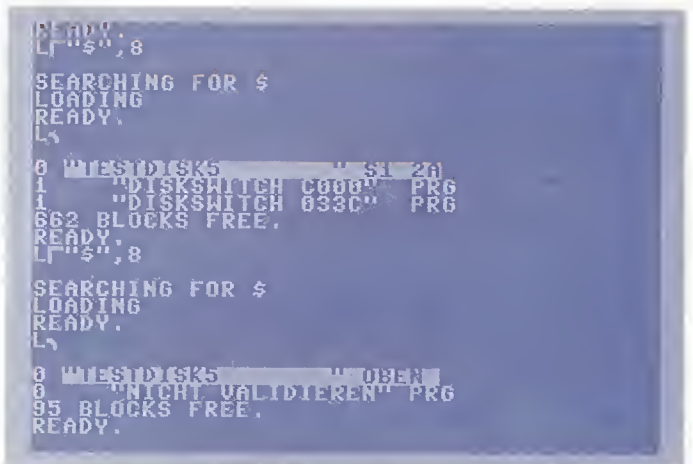 READY.
L┌"$",8
SEARCHING FOR $
LOADING
READY.
L╮
0 "TESTDISK5 " S1 2A
1 "DISKSWITCH C000" PRG
1 "DISKSWITCH 033C" PRG
662 BLOCKS FREE.
READY.
L┌"$",8
SEARCHING FOR $
LOADING
READY.
L╮
0 "TESTDISK5 " OBEN
0 "NICHT VALIDIEREN" PRG
95 BLOCKS FREE.
READY.